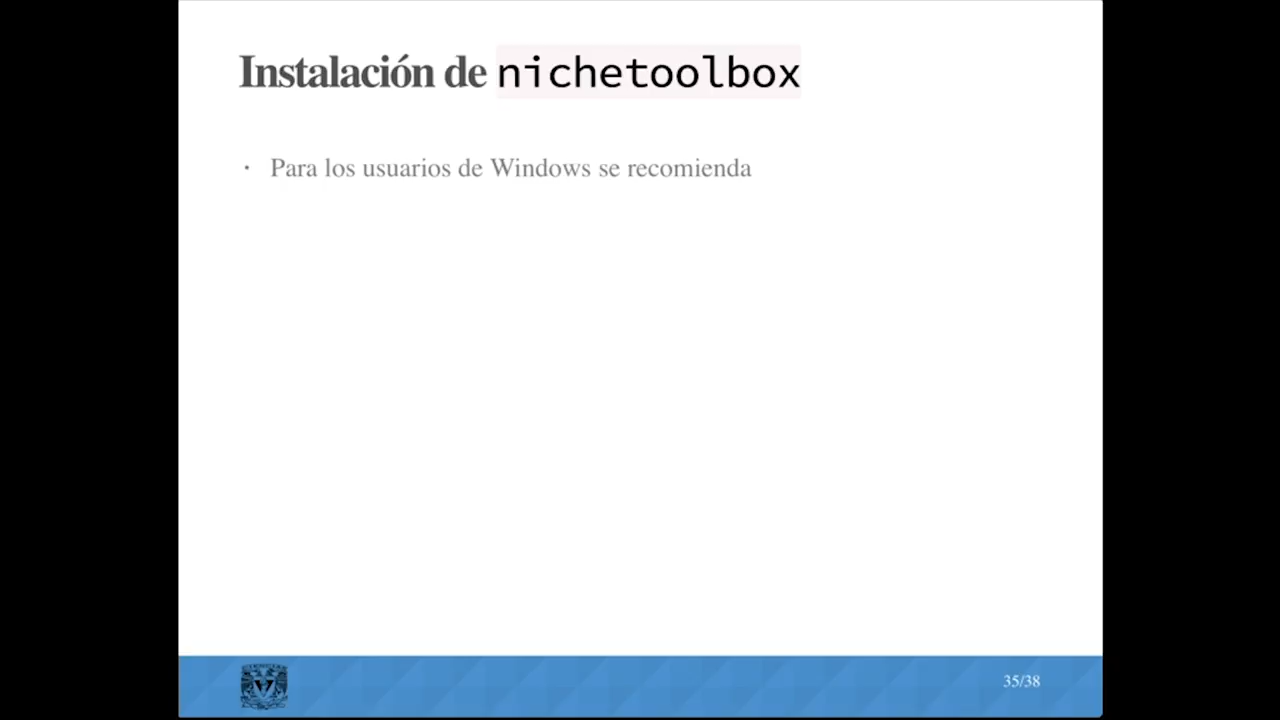 Instalación de nichetoolbox
· Para los usuarios de Windows se recomienda
35/38